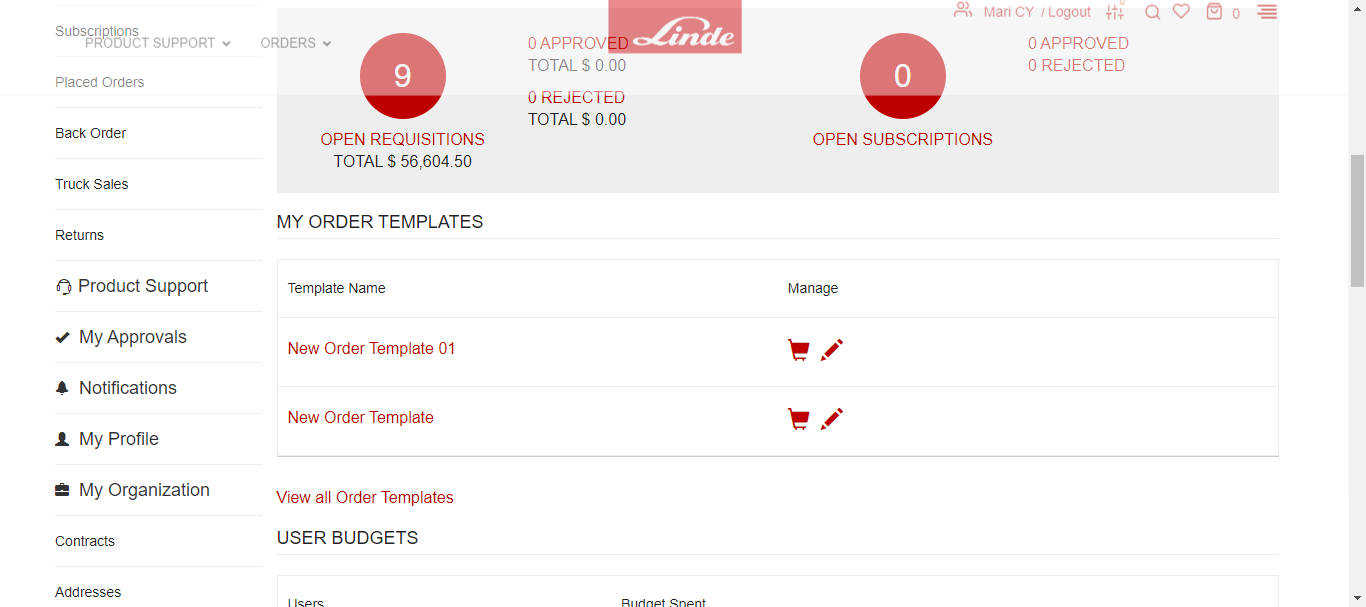 Mari CY / Logout
0
0
Linde
PRODUCT SUPPORT
ORDERS
Subscriptions
Placed Orders
Back Order
Truck Sales
Returns
Product Support
My Approvals
Notifications
My Profile
My Organization
Contracts
Addresses
9
OPEN REQUISITIONS
TOTAL $ 56,604.50
0 APPROVED
TOTAL $ 0.00
0 REJECTED
TOTAL $ 0.00
0
OPEN SUBSCRIPTIONS
0 APPROVED
0 REJECTED
MY ORDER TEMPLATES
Template Name Manage
New Order Template 01
New Order Template
View all Order Templates
USER BUDGETS
Users Budget Spent